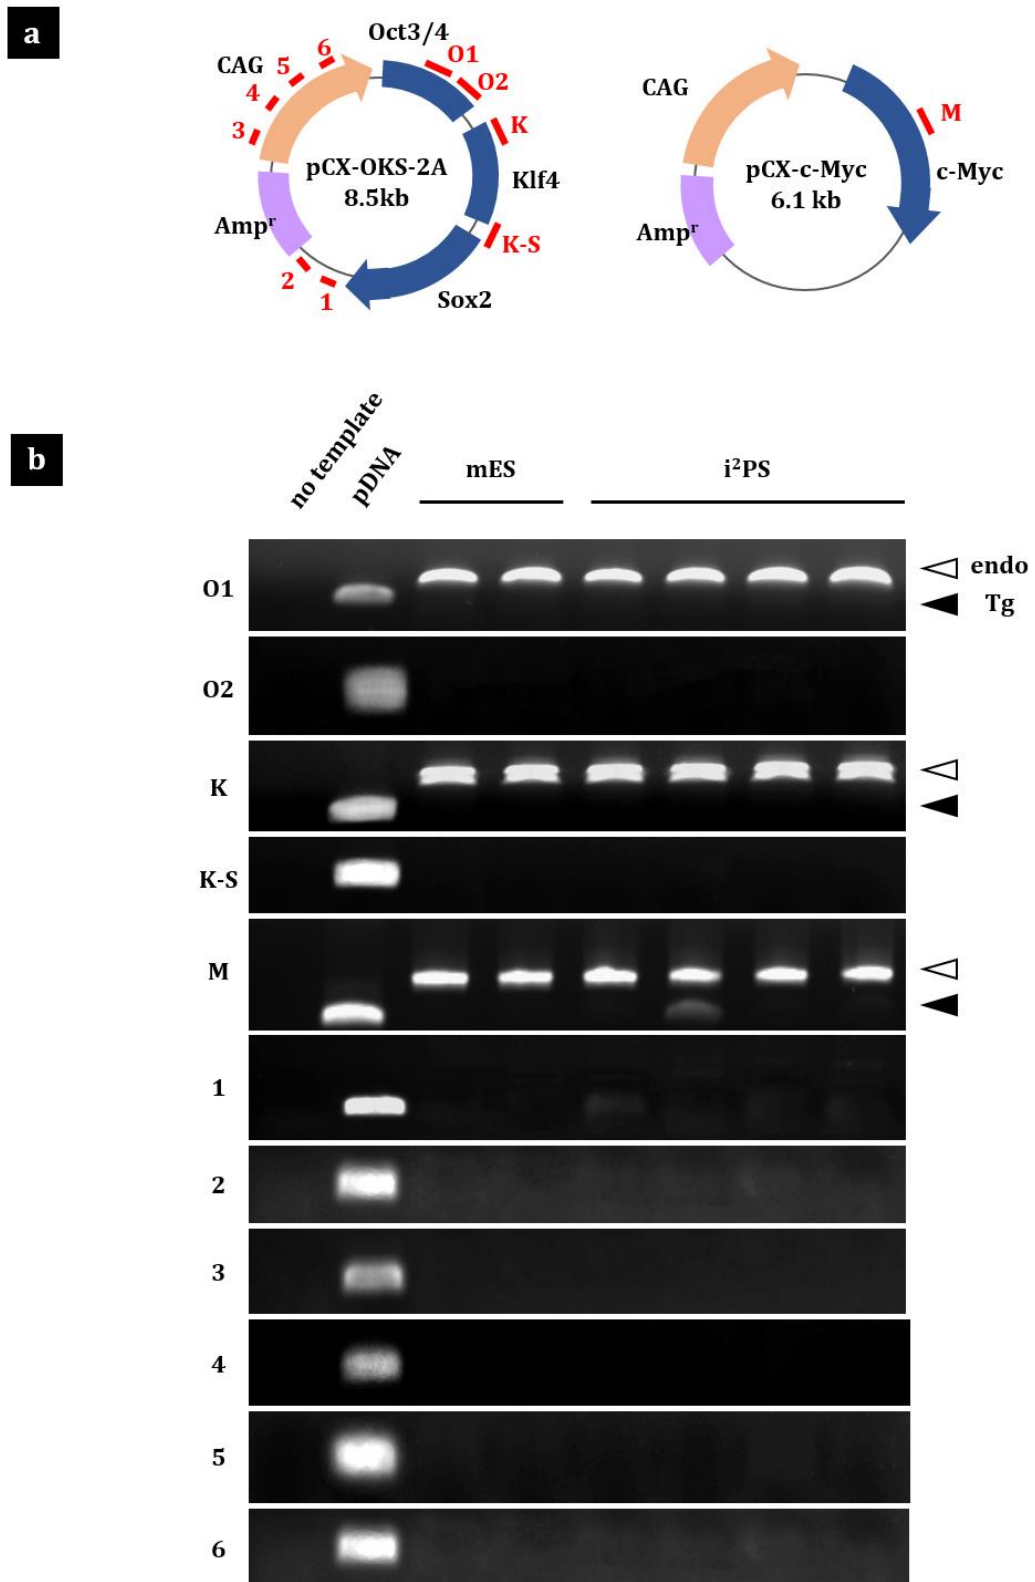 a
Oct3/4
O1
O2
K
Klf4
K-S
Sox2
1
2
Ampʳ
3
4
5
6
CAG
pCX-OKS-2A
8.5kb
CAG
M
c-Myc
pCX-c-Myc
6.1 kb
Ampʳ
b
no template
pDNA
mES
i²PS
O1
endo
Tg
O2
K
K-S
M
1
2
3
4
5
6